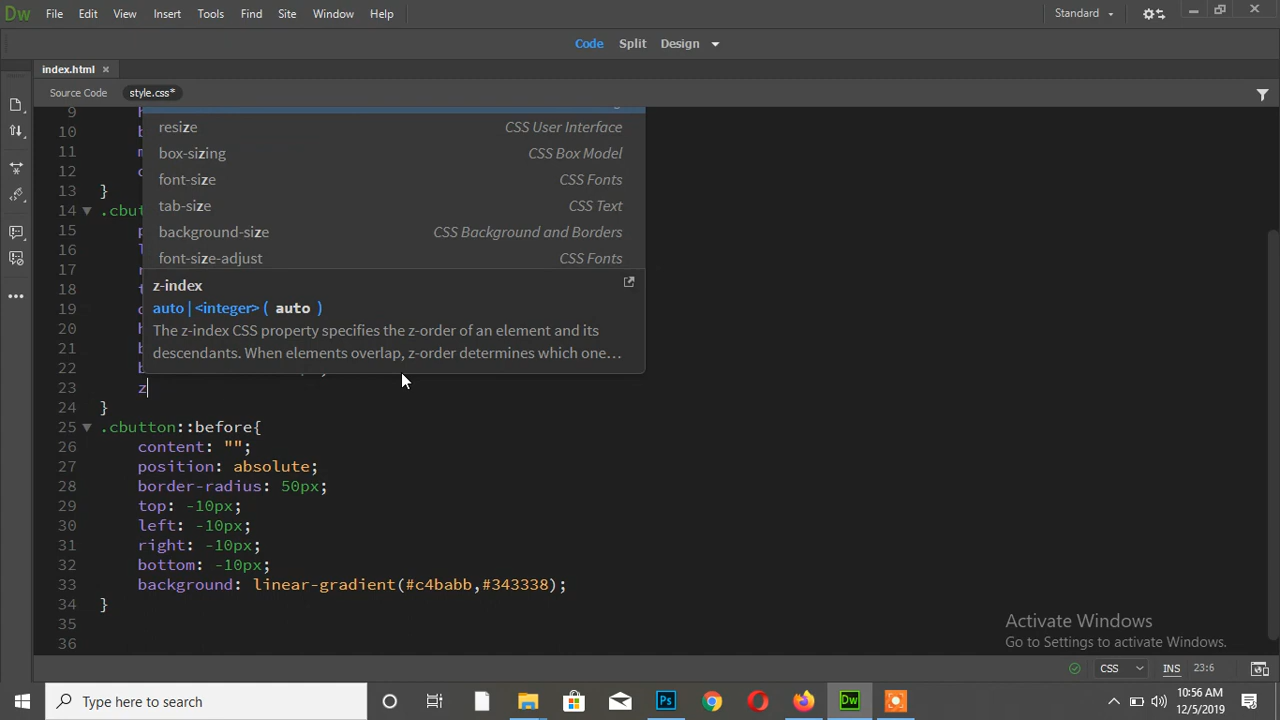 Dw File Edit View Insert Tools Find Site Window Help Standard
Code Split Design
index.html
Source Code style.css*
9
10 b
11 m
12
13 }
resize CSS User Interface
box-sizing CSS Box Model
font-size CSS Fonts
tab-size CSS Text
background-size CSS Background and Borders
font-size-adjust CSS Fonts
z-index
auto | <integer> ( auto )
The z-index CSS property specifies the z-order of an element and its
descendants. When elements overlap, z-order determines which one…
14 .cbut
15 p
16 l
17 r
18 t
19
20 h
21 b
22 b
23 z
24 }
25 .cbutton::before{
26 content: "";
27 position: absolute;
28 border-radius: 50px;
29 top: -10px;
30 left: -10px;
31 right: -10px;
32 bottom: -10px;
33 background: linear-gradient(#c4babb,#343338);
34 }
35
36
Activate Windows
Go to Settings to activate Windows.
CSS INS 23:6
Type here to search
Ps
Dw
10:56 AM
12/5/2019